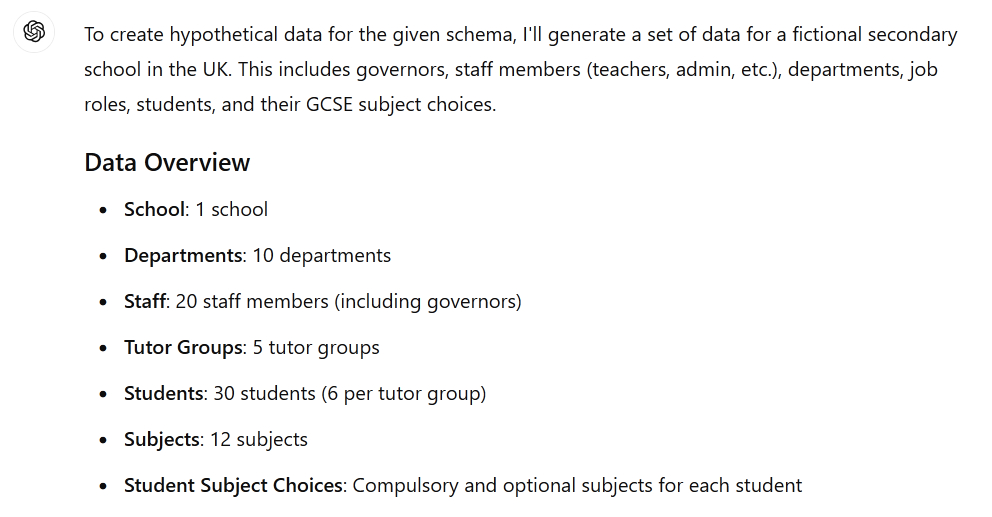 To create hypothetical data for the given schema, I'll generate a set of data for a fictional secondary
school in the UK. This includes governors, staff members (teachers, admin, etc.), departments, job
roles, students, and their GCSE subject choices.
Data Overview
• School: 1 school
• Departments: 10 departments
• Staff: 20 staff members (including governors)
• Tutor Groups: 5 tutor groups
• Students: 30 students (6 per tutor group)
• Subjects: 12 subjects
• Student Subject Choices: Compulsory and optional subjects for each student